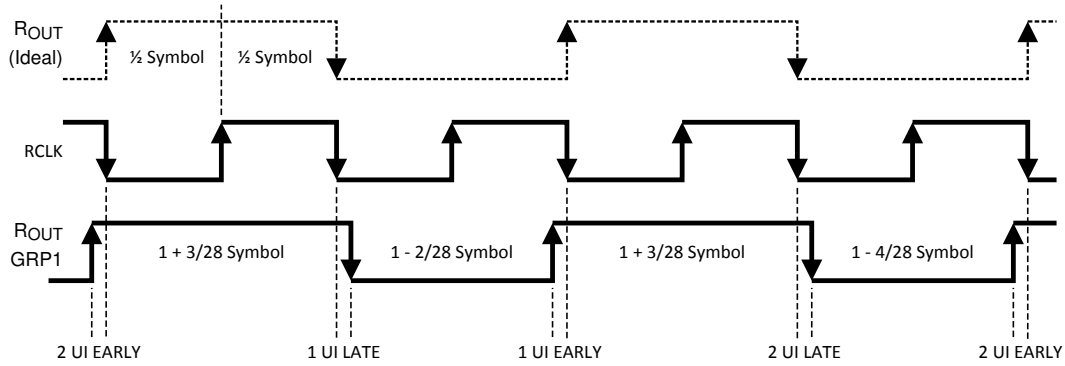 ROUT
(Ideal)
½ Symbol
½ Symbol
RCLK
ROUT
GRP1
1 + 3/28 Symbol
1 - 2/28 Symbol
1 + 3/28 Symbol
1 - 4/28 Symbol
2 UI EARLY
1 UI LATE
1 UI EARLY
2 UI LATE
2 UI EARLY